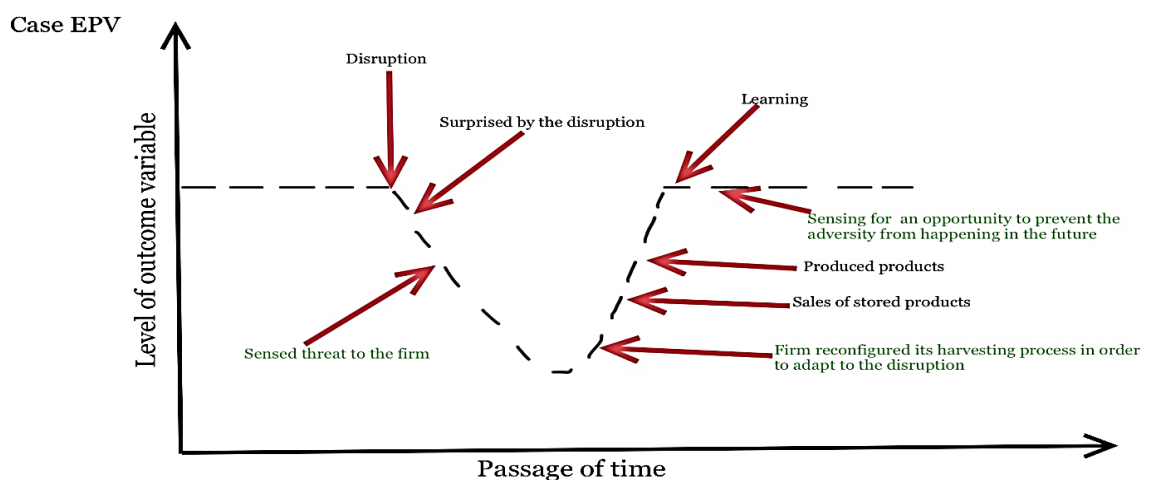 Case EPV
Disruption
Learning
Surprised by the disruption
Level of outcome variable
Sensing for an opportunity to prevent the
adversity from happening in the future
Produced products
Sales of stored products
Sensed threat to the firm
Firm reconfigured its harvesting process in order
to adapt to the disruption
Passage of time